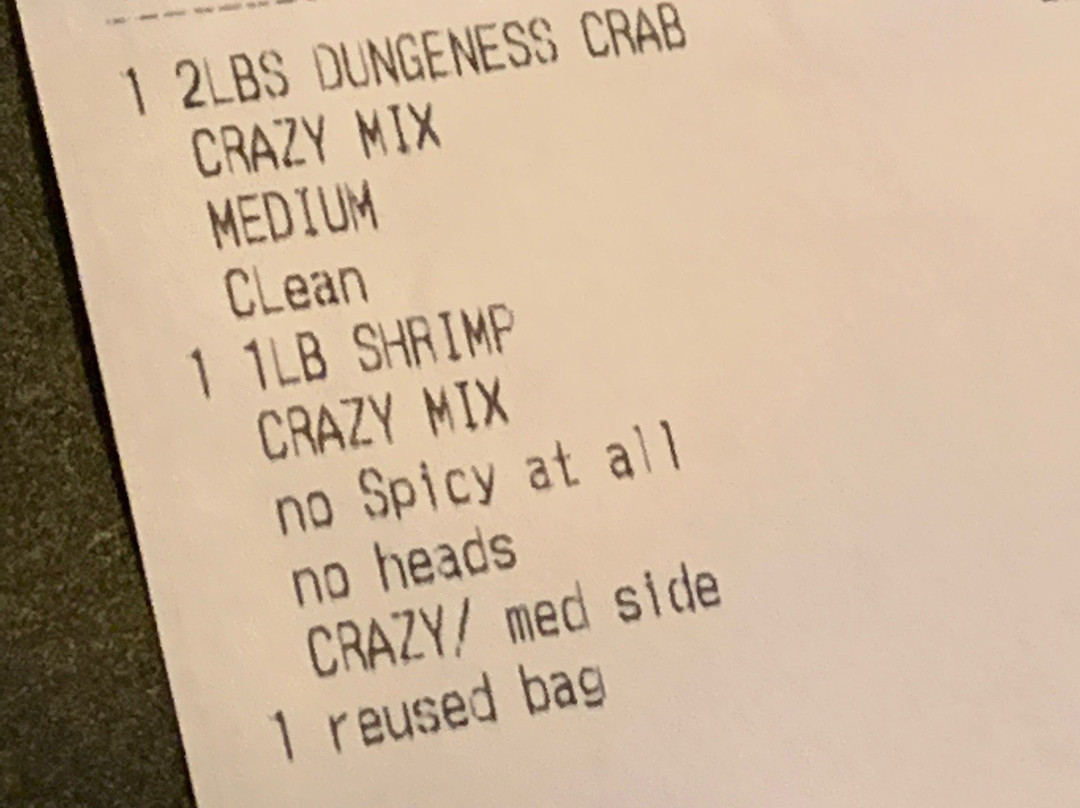 1 2LBS DUNGENESS CRAB
CRAZY MIX
MEDIUM
CLean
1 1LB SHRIMP
CRAZY MIX
no Spicy at all
no heads
CRAZY/ med side
1 reused bag